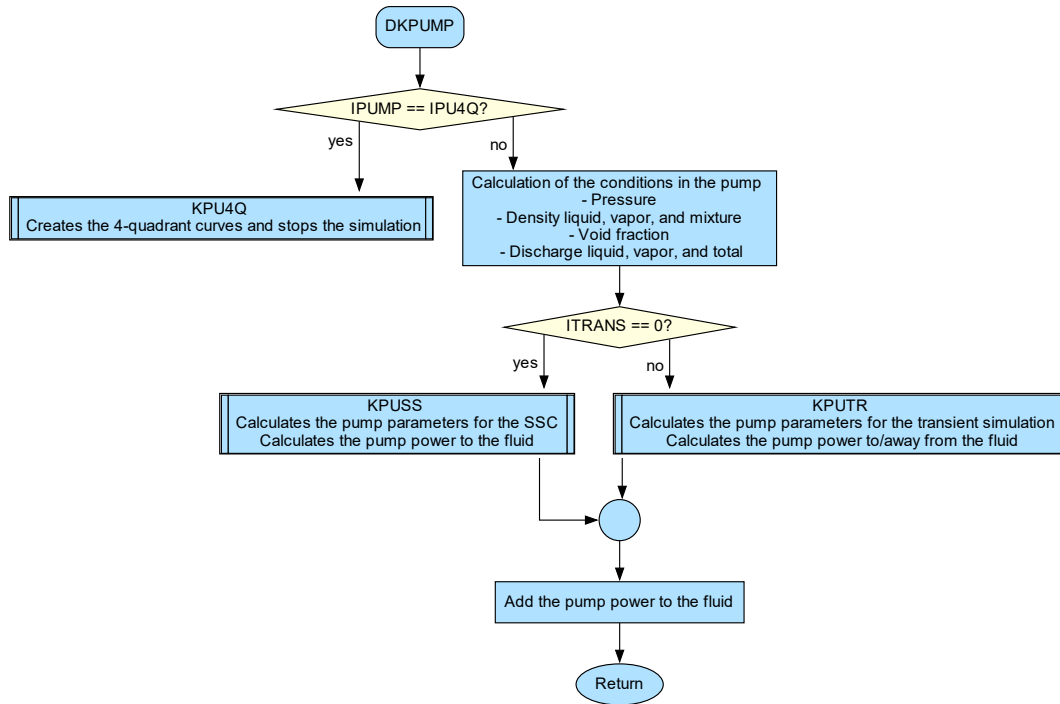 DKPUMP
IPUMP == IPU4Q?
yes
no
KPU4Q
Creates the 4-quadrant curves and stops the simulation
Calculation of the conditions in the pump
- Pressure
- Density liquid, vapor, and mixture
- Void fraction
- Discharge liquid, vapor, and total
ITRANS == 0?
yes
no
KPUSS
Calculates the pump parameters for the SSC
Calculates the pump power to the fluid
KPUTR
Calculates the pump parameters for the transient simulation
Calculates the pump power to/away from the fluid
Add the pump power to the fluid
Return